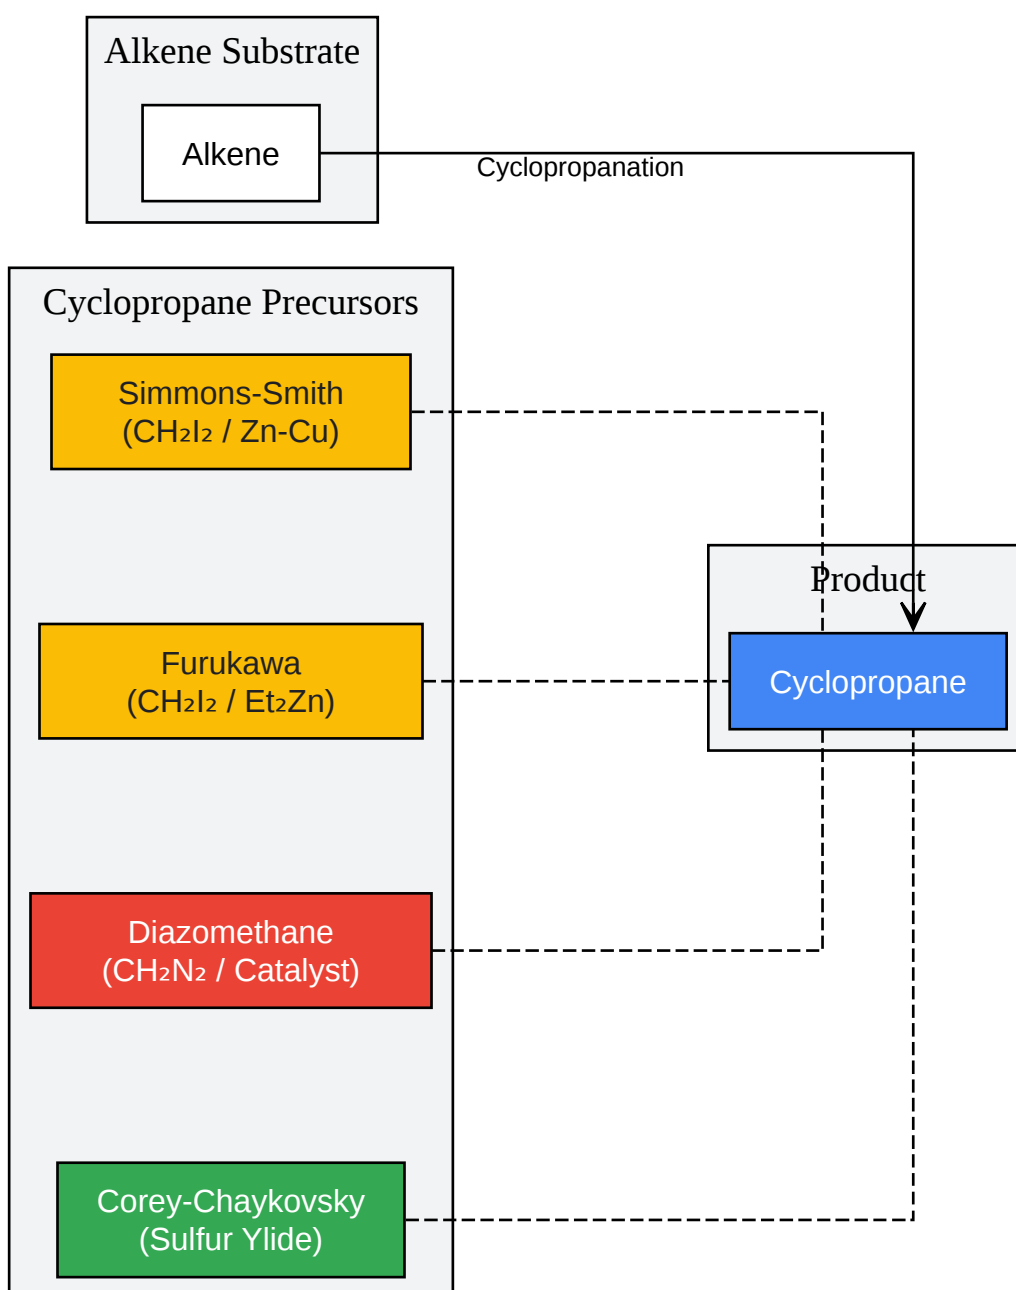 Alkene Substrate
Alkene
Cyclopropanation
Cyclopropane Precursors
Simmons-Smith
(CH₂I₂ / Zn-Cu)
Furukawa
(CH₂I₂ / Et₂Zn)
Product
Cyclopropane
Diazomethane
(CH₂N₂ / Catalyst)
Corey-Chaykovsky
(Sulfur Ylide)